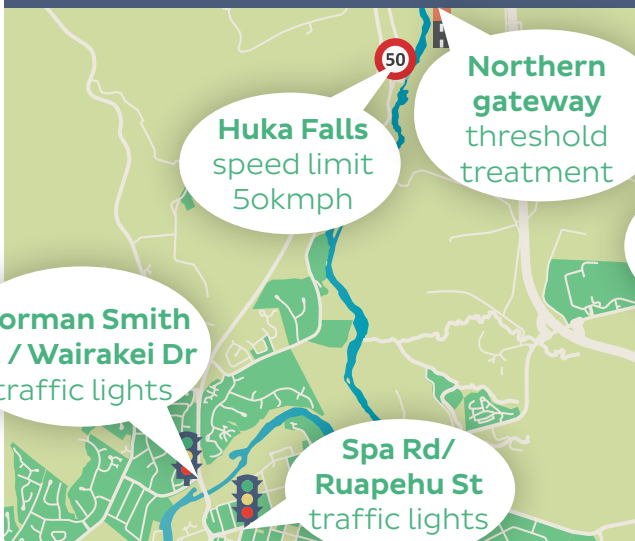 50
Northern
gateway
threshold
treatment
Huka Falls
speed limit
50kmph
orman Smith
/ Wairakei Dr
traffic lights
Spa Rd/
Ruapehu St
traffic lights